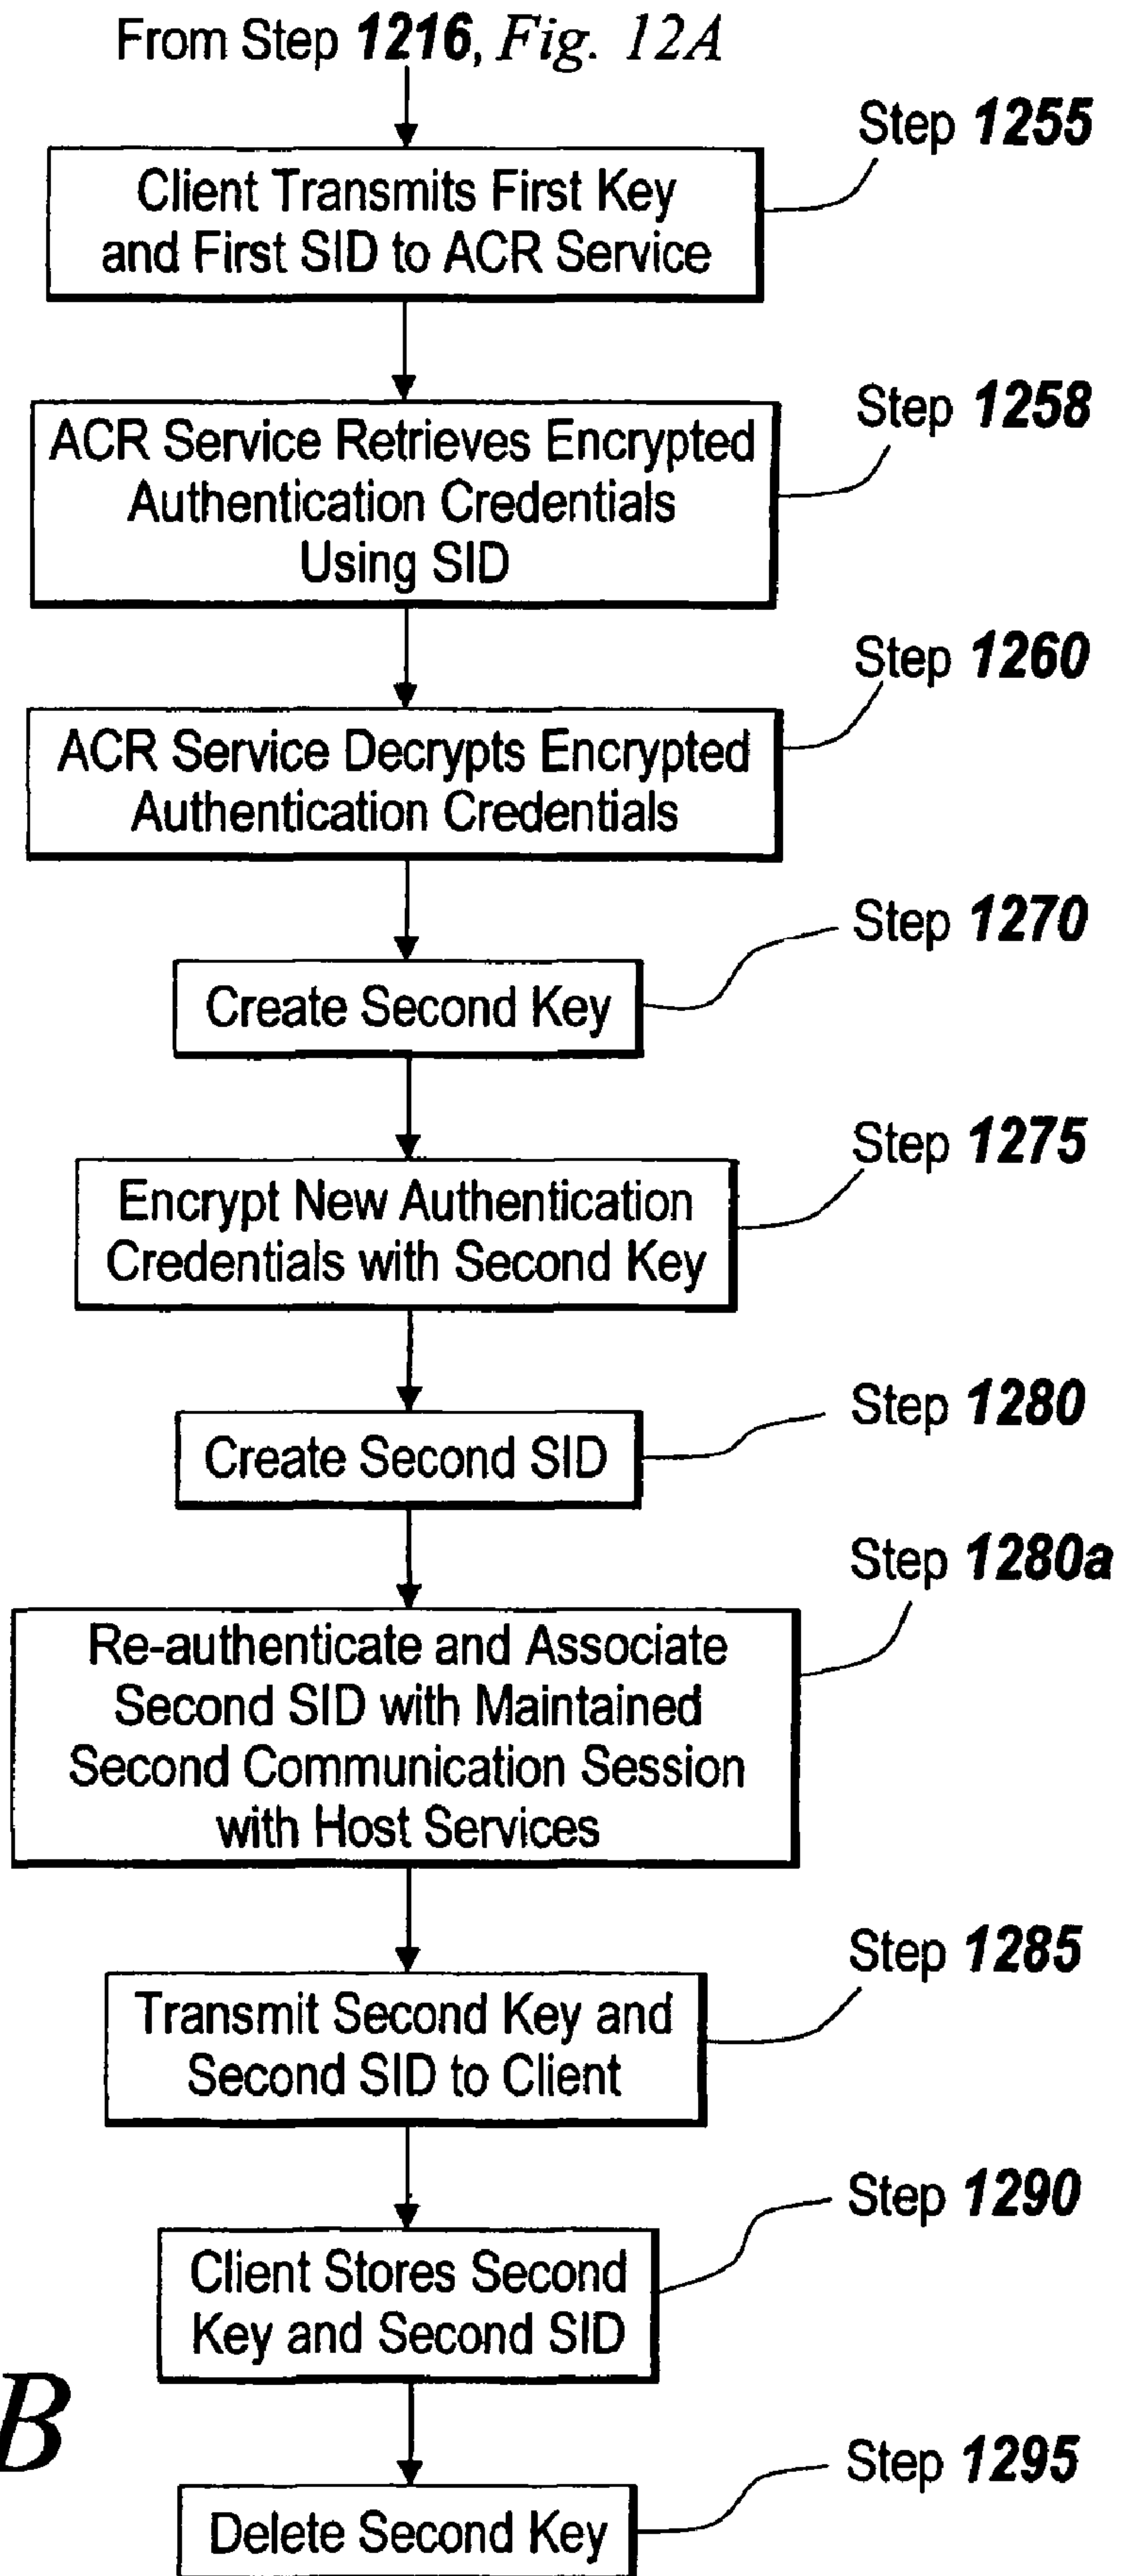 From Step 1216, Fig. 12A
Step 1255
Client Transmits First Key
and First SID to ACR Service
Step 1258
ACR Service Retrieves Encrypted
Authentication Credentials
Using SID
Step 1260
ACR Service Decrypts Encrypted
Authentication Credentials
Step 1270
Create Second Key
Step 1275
Encrypt New Authentication
Credentials with Second Key
Step 1280
Create Second SID
Step 1280a
Re-authenticate and Associate
Second SID with Maintained
Second Communication Session
with Host Services
Step 1285
Transmit Second Key and
Second SID to Client
Step 1290
Client Stores Second
Key and Second SID
B
Step 1295
Delete Second Key